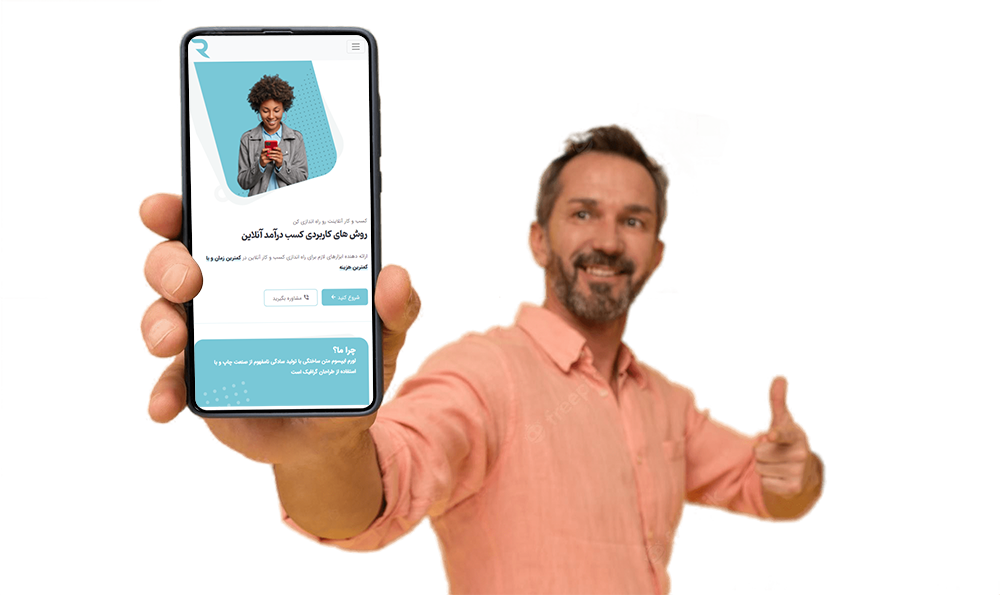 R
کسب و کار آنلاینت رو راه اندازی کن
روش های کاربردی کسب درآمد آنلاین
ارائه دهنده ابزارهای لازم برای راه اندازی کسب و کار آنلاین در کمترین زمان و با
کمترین هزینه
شروع کنید
مشاوره بگیرید
چرا ما؟
لورم ایپسوم متن ساختگی با تولید سادگی نامفهوم از صنعت چاپ و با
استفاده از طراحان گرافیک است